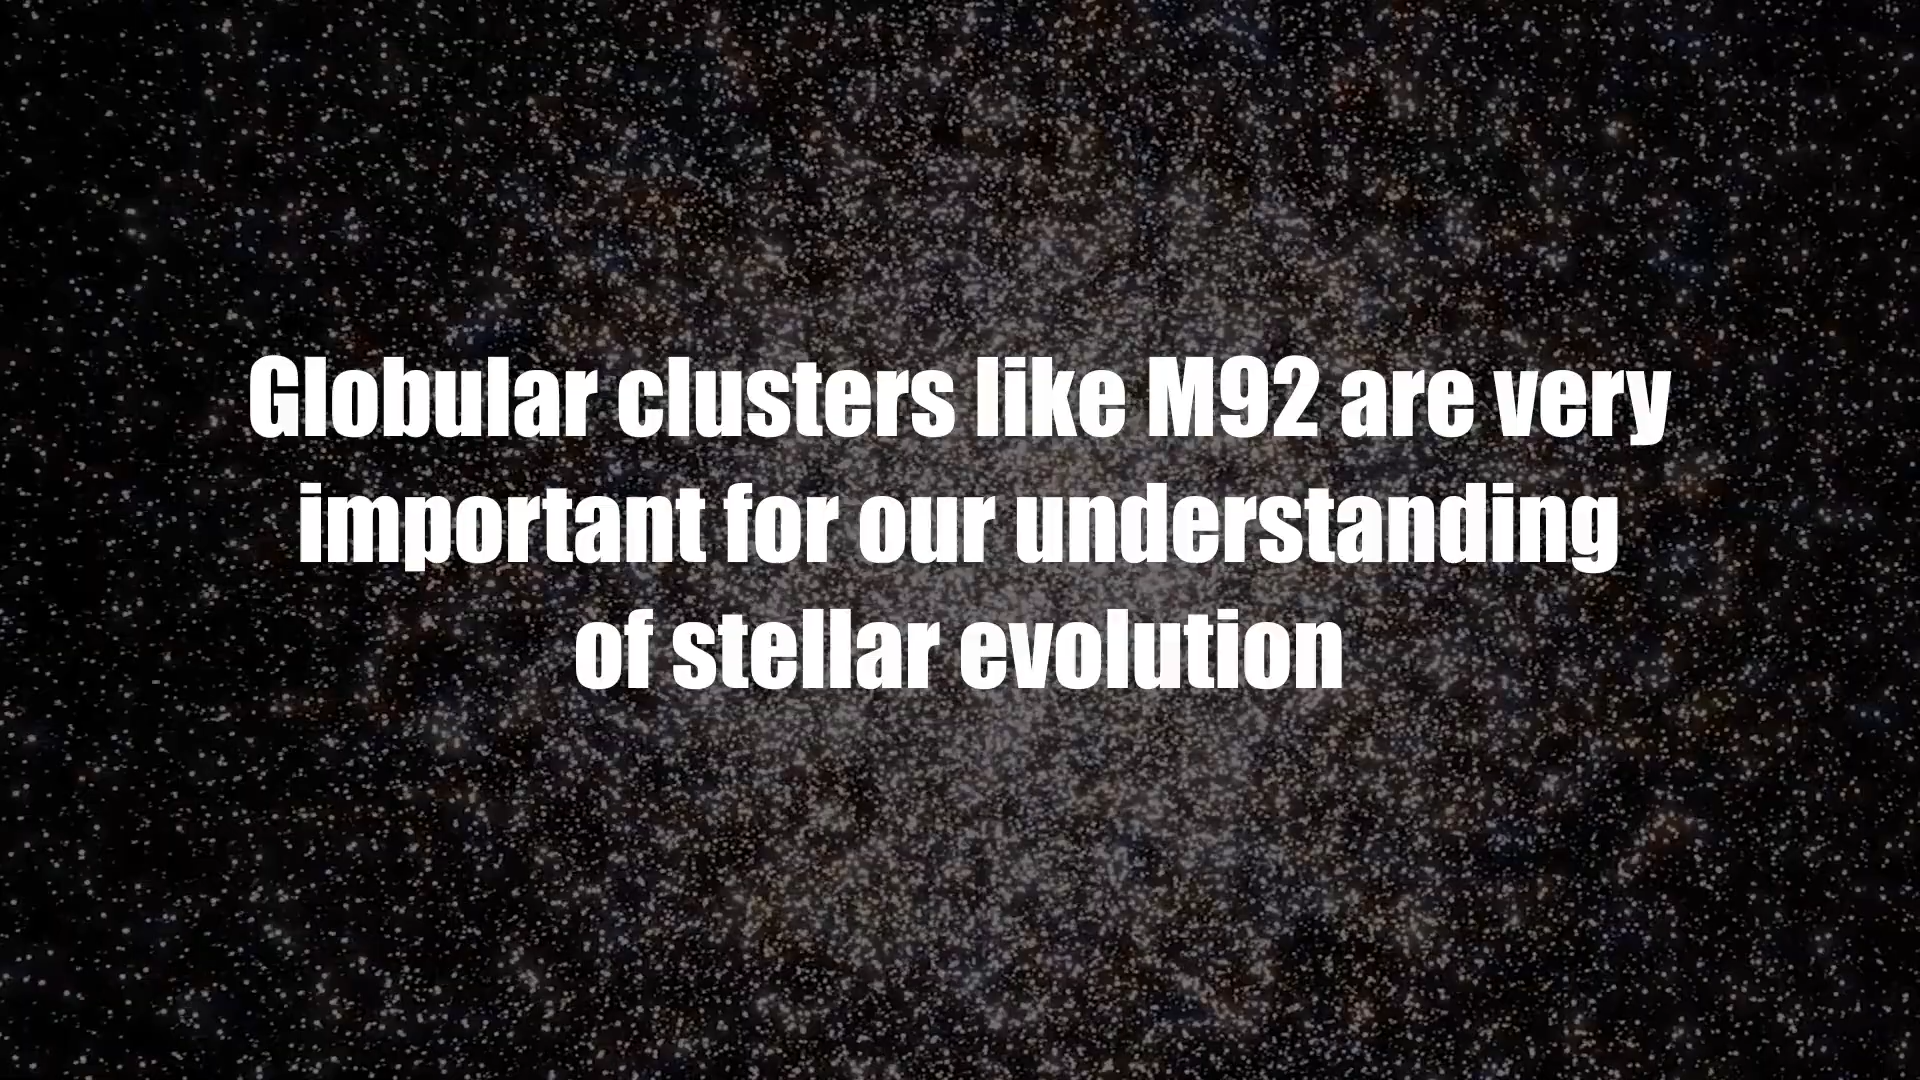 Globular clusters like M92 are very
important for our understanding
of stellar evolution